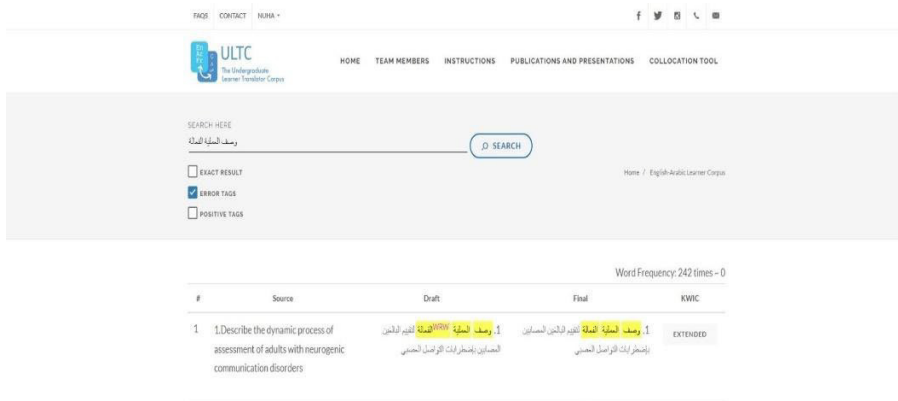 FAQS CONTACT NUHA
ULTC
The Undergraduate
Learner Translator Corpus
HOME TEAM MEMBERS INSTRUCTIONS PUBLICATIONS AND PRESENTATIONS COLLOCATION TOOL
SEARCH HERE
وصف العملية الفعالة
SEARCH
EXACT RESULT
Home / English-Arabic Learner Corpus
ERROR TAGS
POSITIVE TAGS
Word Frequency: 242 times – 0
# Source Draft Final KWIC
1 1.Describe the dynamic process of
assessment of adults with neurogenic
communication disorders
1. وصف العملية WRW الفعالة لتقييم البالغين
المصابين بإضطرابات التواصل العصبي
1. وصف العملية الفعالة لتقييم البالغين المصابين
بإضطرابات التواصل العصبي
EXTENDED